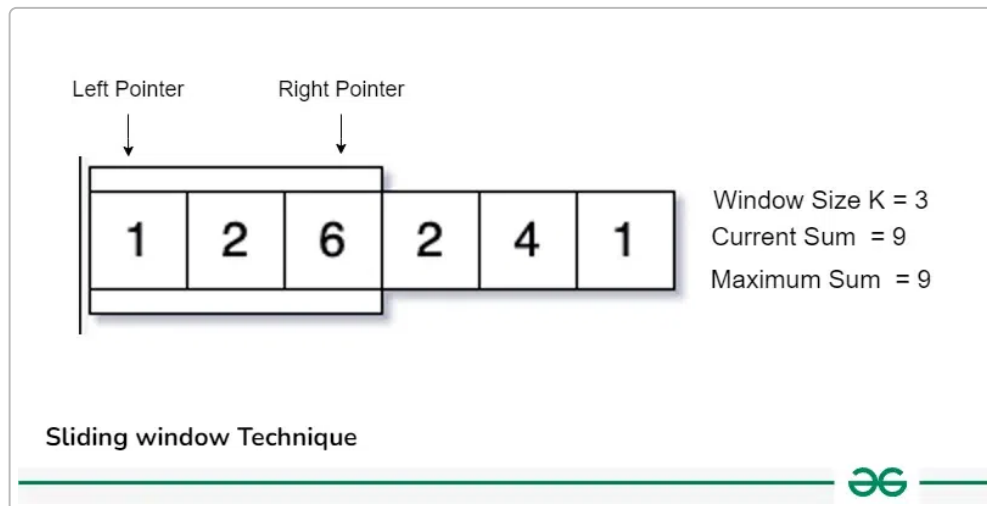 Left Pointer Right Pointer
1 2 6 2 4 1
Window Size K = 3
Current Sum = 9
Maximum Sum = 9
Sliding window Technique